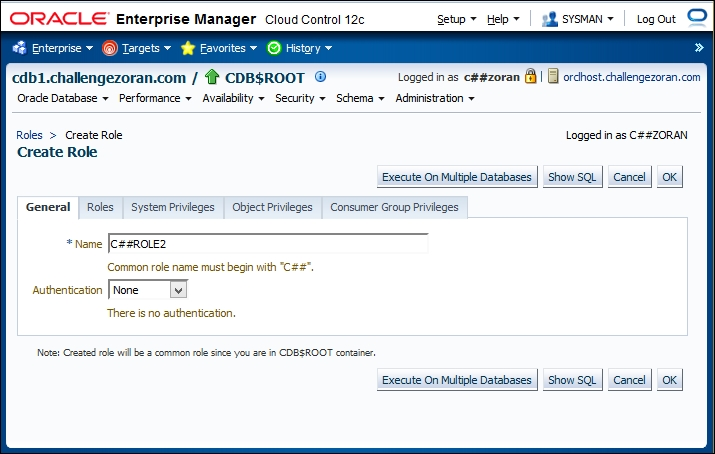 ORACLE Enterprise Manager Cloud Control 12c Setup Help SYSMAN Log Out
Enterprise Targets Favorites History »
cdb1.challengezoran.com / CDB$ROOT Logged in as c##zoran orclhost.challengezoran.com
Oracle Database Performance Availability Security Schema Administration
Roles > Create Role Logged in as C##ZORAN
Create Role
Execute On Multiple Databases Show SQL Cancel OK
General Roles System Privileges Object Privileges Consumer Group Privileges
* Name C##ROLE2
Common role name must begin with "C##".
Authentication None
There is no authentication.
Note: Created role will be a common role since you are in CDB$ROOT container.
Execute On Multiple Databases Show SQL Cancel OK